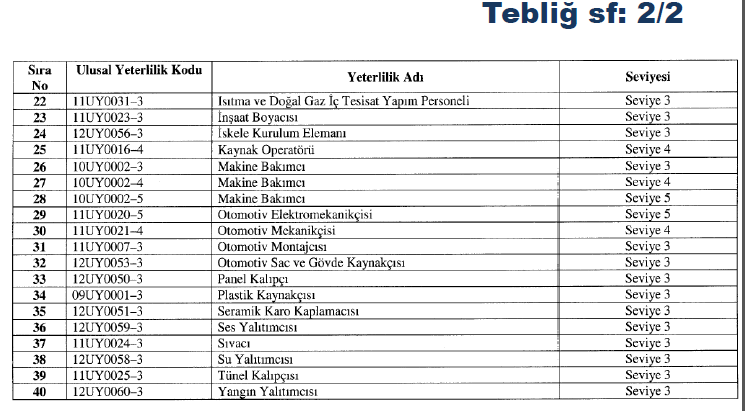 Tebliğ sf: 2/2
Sıra No Ulusal Yeterlilik Kodu Yeterlilik Adı Seviyesi
22 11UY0031–3 Isıtma ve Doğal Gaz İç Tesisat Yapım Personeli Seviye 3
23 11UY0023–3 İnşaat Boyacısı Seviye 3
24 12UY0056–3 İskele Kurulum Elemanı Seviye 3
25 11UY0016–4 Kaynak Operatörü Seviye 4
26 10UY0002–3 Makine Bakımcı Seviye 3
27 10UY0002–4 Makine Bakımcı Seviye 4
28 10UY0002–5 Makine Bakımcı Seviye 5
29 11UY0020–5 Otomotiv Elektromekanikçisi Seviye 5
30 11UY0021–4 Otomotiv Mekanikçisi Seviye 4
31 11UY0007–3 Otomotiv Montajcısı Seviye 3
32 12UY0053–3 Otomotiv Sac ve Gövde Kaynakçısı Seviye 3
33 12UY0050–3 Panel Kalıpçı Seviye 3
34 09UY0001–3 Plastik Kaynakçısı Seviye 3
35 12UY0051–3 Seramik Karo Kaplamacısı Seviye 3
36 12UY0059–3 Ses Yalıtımcısı Seviye 3
37 11UY0024–3 Sıvacı Seviye 3
38 12UY0058–3 Su Yalıtımcısı Seviye 3
39 11UY0025–3 Tünel Kalıpçısı Seviye 3
40 12UY0060–3 Yangın Yalıtımcısı Seviye 3